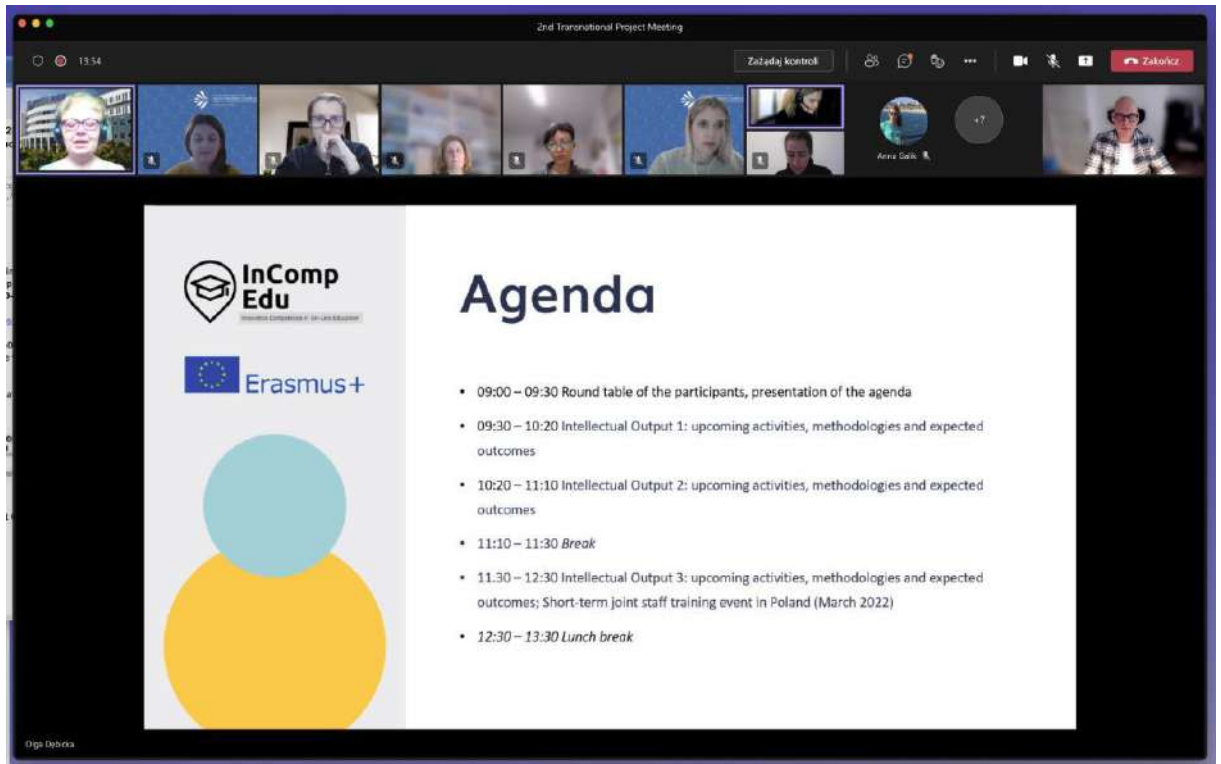 2nd Transnational Project Meeting
13:54
Zażądaj kontroli
Zakończ
+7
InComp
Edu
Erasmus+
Agenda
• 09:00 – 09:30 Round table of the participants, presentation of the agenda
• 09:30 – 10:20 Intellectual Output 1: upcoming activities, methodologies and expected
outcomes
• 10:20 – 11:10 Intellectual Output 2: upcoming activities, methodologies and expected
outcomes
• 11:10 – 11:30 Break
• 11.30 – 12:30 Intellectual Output 3: upcoming activities, methodologies and expected
outcomes; Short-term joint staff training event in Poland (March 2022)
• 12:30 – 13:30 Lunch break
Olga Dębicka